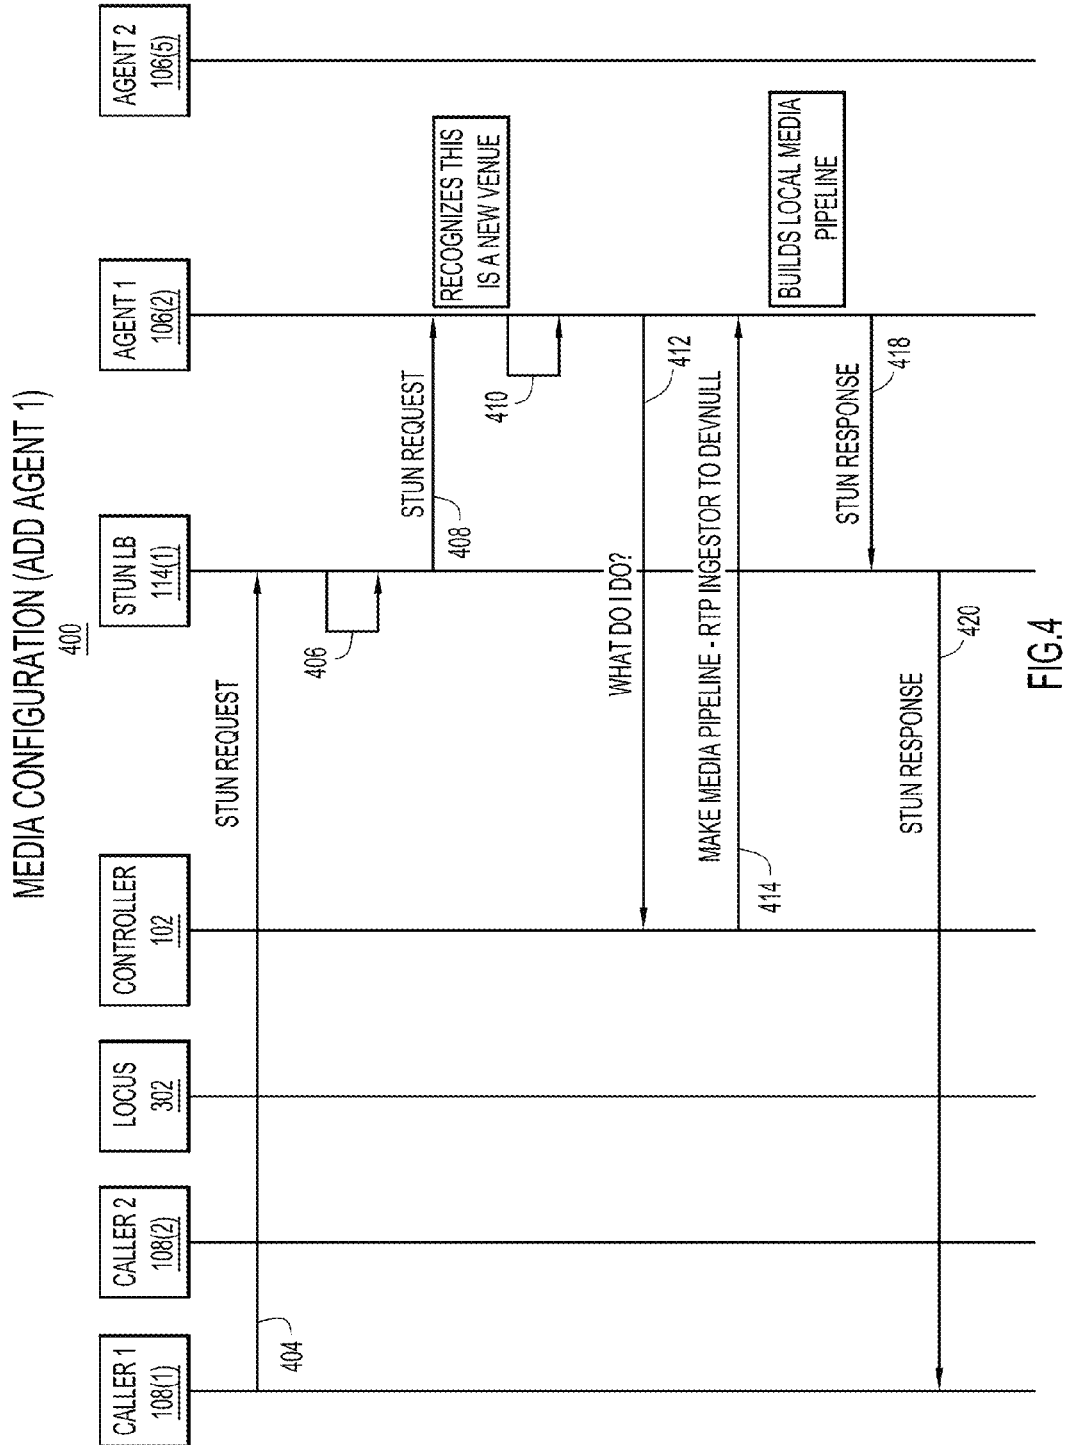 MEDIA CONFIGURATION (ADD AGENT 1)
400
CALLER 1
108(1)
CALLER 2
108(2)
LOCUS
302
CONTROLLER
102
STUN LB
114(1)
AGENT 1
106(2)
AGENT 2
106(5)
STUN REQUEST
404
406
STUN REQUEST
408
RECOGNIZES THIS
IS A NEW VENUE
410
WHAT DO I DO?
412
MAKE MEDIA PIPELINE - RTP INGESTOR TO DEVNULL
414
BUILDS LOCAL MEDIA
PIPELINE
STUN RESPONSE
418
STUN RESPONSE
420
FIG.4